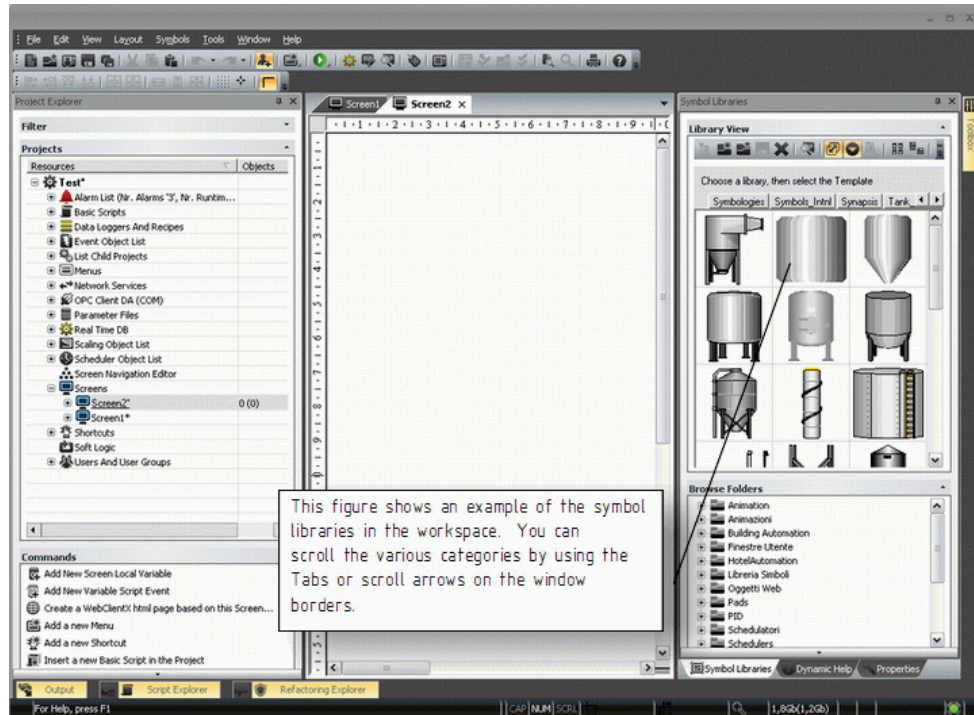 File Edit View Layout Symbols Tools Window Help
Project Explorer
Filter
Projects
Resources Objects
Test*
Alarm List (Nr. Alarms "3", Nr. Runtim...
Basic Scripts
Data Loggers And Recipes
Event Object List
List Child Projects
Menus
Network Services
OPC Client DA (COM)
Parameter Files
Real Time DB
Scaling Object List
Scheduler Object List
Screen Navigation Editor
Screens
Screen2* 0 (0)
Screen1*
Shortcuts
Soft Logic
Users And User Groups
Commands
Add New Screen Local Variable
Add New Variable Script Event
Create a WebClientX html page based on this Screen...
Add a new Menu
Add a new Shortcut
Insert a new Basic Script in the Project
Screen1 Screen2
This figure shows an example of the symbol
libraries in the workspace. You can
scroll the various categories by using the
Tabs or scroll arrows on the window
borders.
Symbol Libraries
Library View
Choose a library, then select the Template
Symbologies Symbols_Intnl Synapsis Tank_
Browse Folders
Animation
Animazioni
Building Automation
Finestre Utente
HotelAutomation
Libreria Simboli
Oggetti Web
Pads
PID
Schedulatori
Schedulers
Symbol Libraries Dynamic Help Properties
Toolbox
Output Script Explorer Refactoring Explorer
For Help, press F1 CAP NUM SCRL 1,8Gb(1,2Gb)